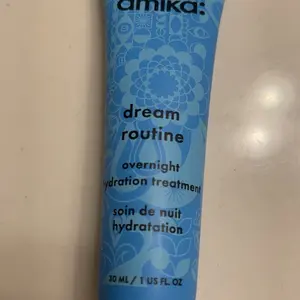 amika:
dream
routine
overnight
hydration treatment
soin de nuit
hydratation
30 ML / 1 US FL. OZ